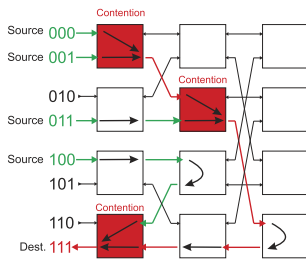 Source 000
Contention
Source 001
Contention
010
Source 011
Source 100
101
Contention
110
Dest. 111